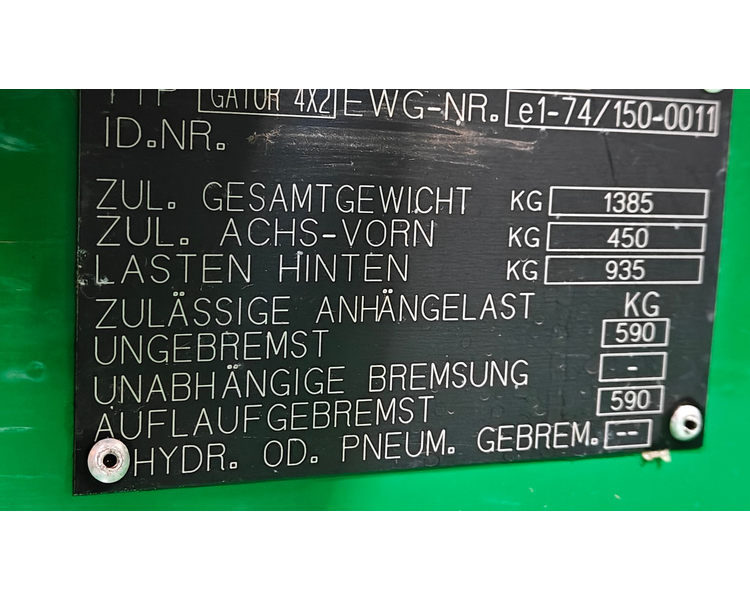 TYP GATOR 4X2 EWG-NR. e1-74/150-0011
ID.NR.
ZUL. GESAMTGEWICHT KG 1385
ZUL. ACHS-VORN KG 450
LASTEN HINTEN KG 935
ZULÄSSIGE ANHÄNGELAST KG
UNGEBREMST 590
UNABHÄNGIGE BREMSUNG -
AUFLAUFGEBREMST 590
HYDR. OD. PNEUM. GEBREM. --